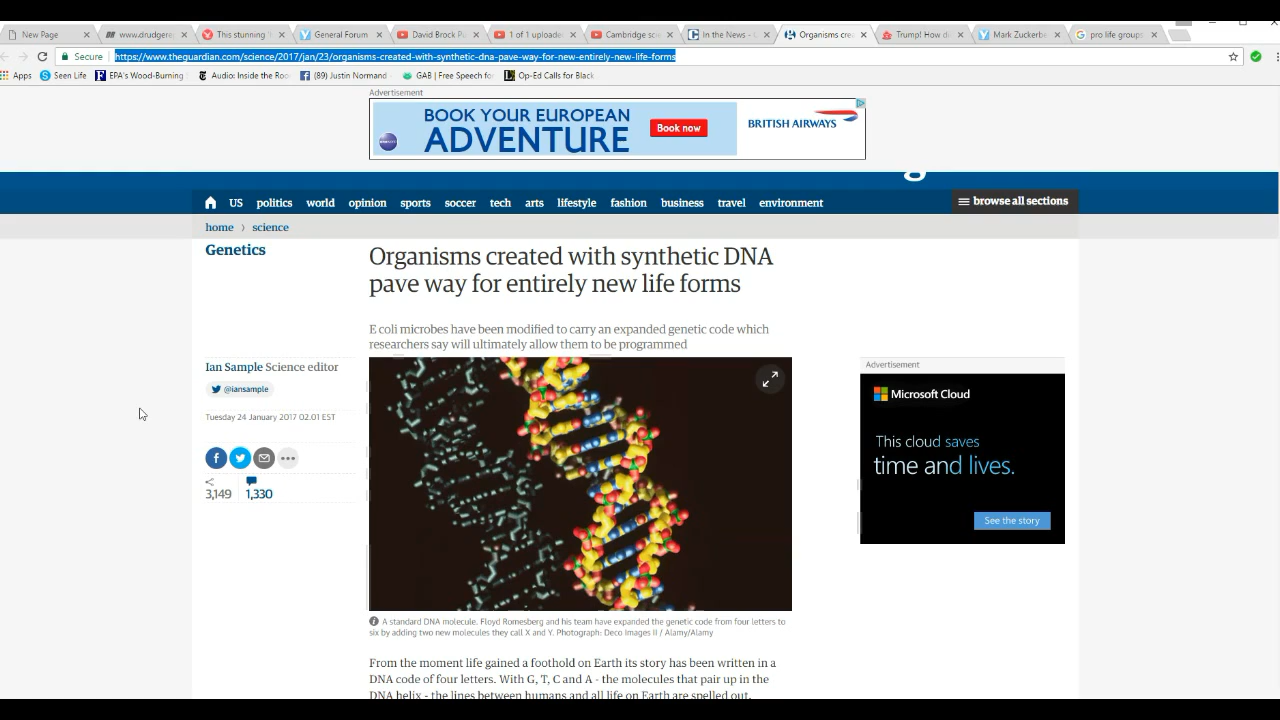 New Page
www.drudgerep
This stunning
General Forum
David Brock P
1 of 1 uploade
Cambridge sci
In the News -
Organisms cre
Trump! How di
Mark Zuckerbe
pro life groups
Secure
https://www.theguardian.com/science/2017/jan/23/organisms-created-with-synthetic-dna-pave-way-for-new-entirely-new-life-forms
Apps
Seen Life
EPA's Wood-Burning
Audio: Inside the Roo
(89) Justin Normand
GAB | Free Speech fo
Op-Ed Calls for Black
Advertisement
BOOK YOUR EUROPEAN
ADVENTURE
Book now
BRITISH AIRWAYS
US politics world opinion sports soccer tech arts lifestyle fashion business travel environment
browse all sections
home › science
Genetics
Organisms created with synthetic DNA
pave way for entirely new life forms
E coli microbes have been modified to carry an expanded genetic code which
researchers say will ultimately allow them to be programmed
Ian Sample Science editor
@iansample
Tuesday 24 January 2017 02.01 EST
3,149
1,330
Advertisement
Microsoft Cloud
This cloud saves
time and lives.
See the story
A standard DNA molecule. Floyd Romesberg and his team have expanded the genetic code from four letters to
six by adding two new molecules they call X and Y. Photograph: Deco Images II / Alamy/Alamy
From the moment life gained a foothold on Earth its story has been written in a
DNA code of four letters. With G, T, C and A - the molecules that pair up in the
DNA helix - the lines between humans and all life on Earth are spelled out.